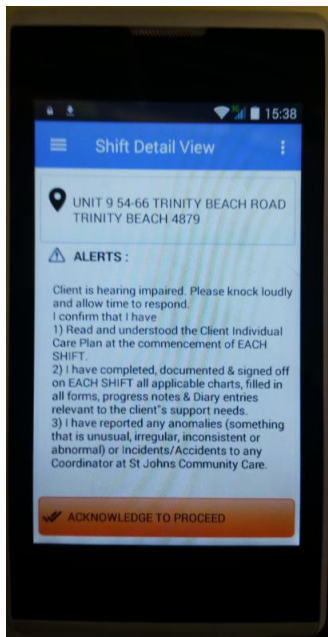 15:38
Shift Detail View
UNIT 9 54-66 TRINITY BEACH ROAD
TRINITY BEACH 4879
ALERTS :
Client is hearing impaired. Please knock loudly
and allow time to respond.
I confirm that I have
1) Read and understood the Client Individual
Care Plan at the commencement of EACH
SHIFT.
2) I have completed, documented & signed off
on EACH SHIFT all applicable charts, filled in
all forms, progress notes & Diary entries
relevant to the client"s support needs.
3) I have reported any anomalies (something
that is unusual, irregular, inconsistent or
abnormal) or Incidents/Accidents to any
Coordinator at St Johns Community Care.
ACKNOWLEDGE TO PROCEED